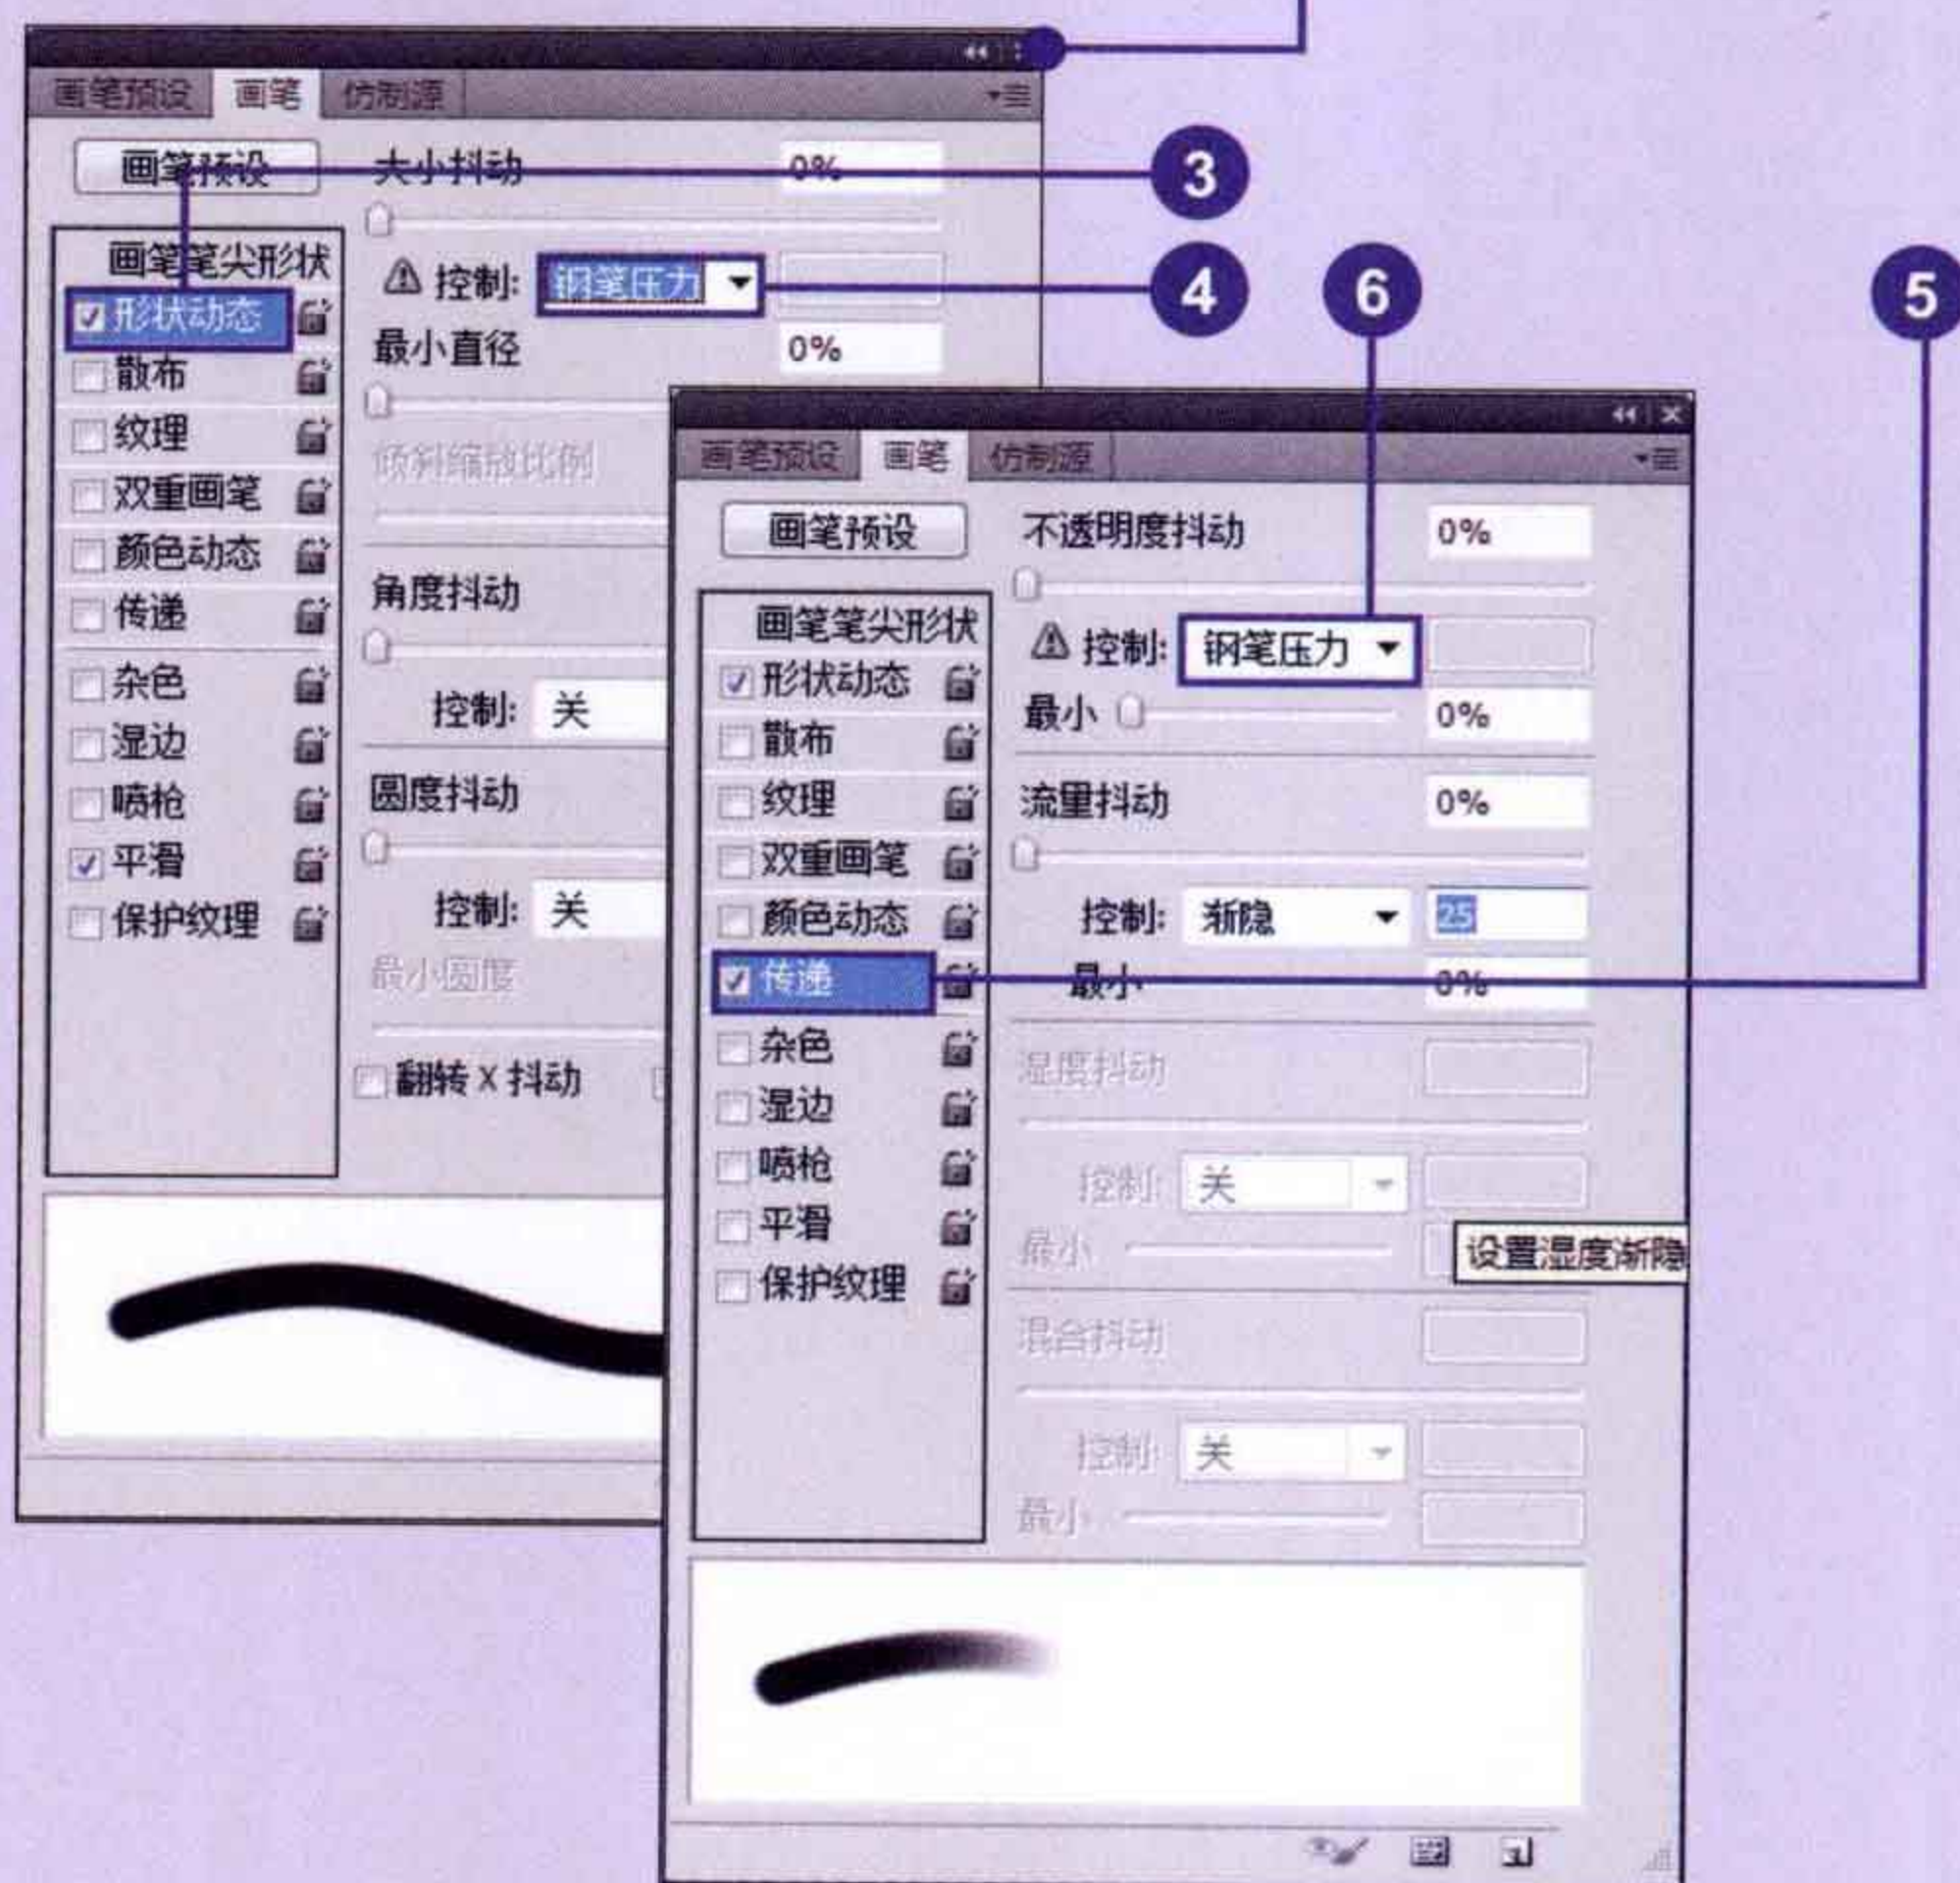 画笔预设 画笔 仿制源
画笔预设
大小抖动 0%
3
画笔笔尖形状
控制: 钢笔压力
4
6
5
形状动态
最小直径 0%
散布
纹理
倾斜缩放比例
双重画笔
颜色动态
角度抖动
传递
杂色
控制: 关
湿边
喷枪
圆度抖动
平滑
保护纹理
控制: 关
最小圆度
翻转 X 抖动
画笔预设 画笔 仿制源
画笔预设
不透明度抖动 0%
画笔笔尖形状
控制: 钢笔压力
形状动态
最小 0%
散布
纹理
流量抖动 0%
双重画笔
颜色动态
控制: 渐隐 25
传递
最小 0%
杂色
湿度抖动
湿边
喷枪
控制: 关
平滑
最小
设置湿度渐隐
保护纹理
混合抖动
控制: 关
最小